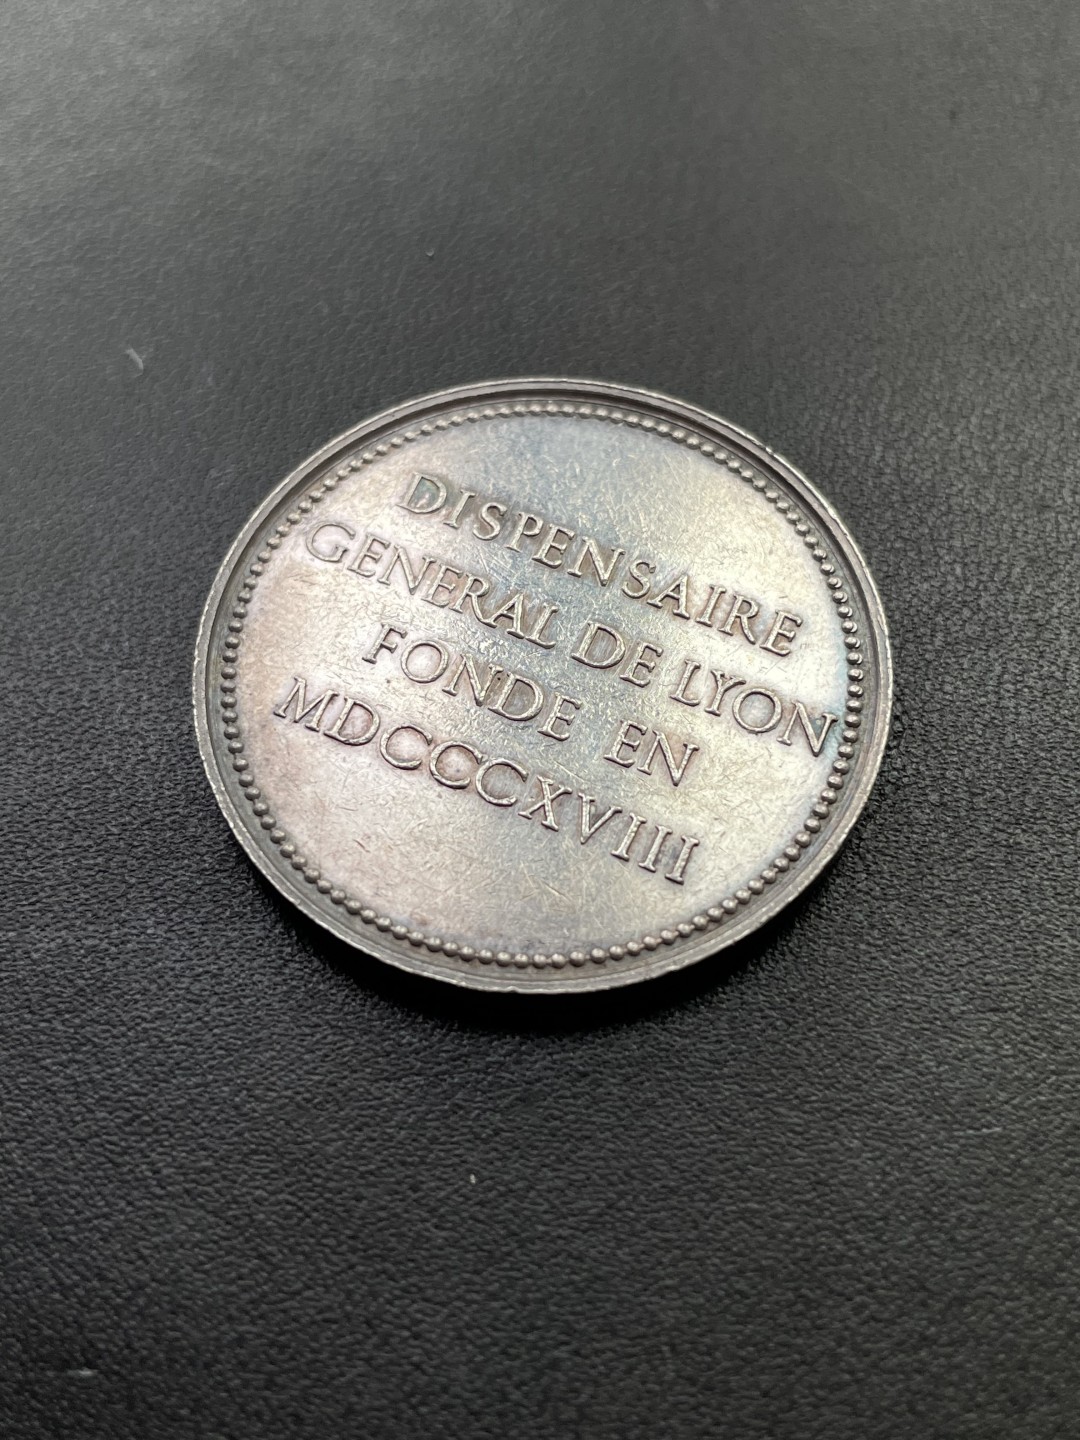 DISPENSAIRE
GENERAL DE LYON
FONDE EN
MDCCCXVIII